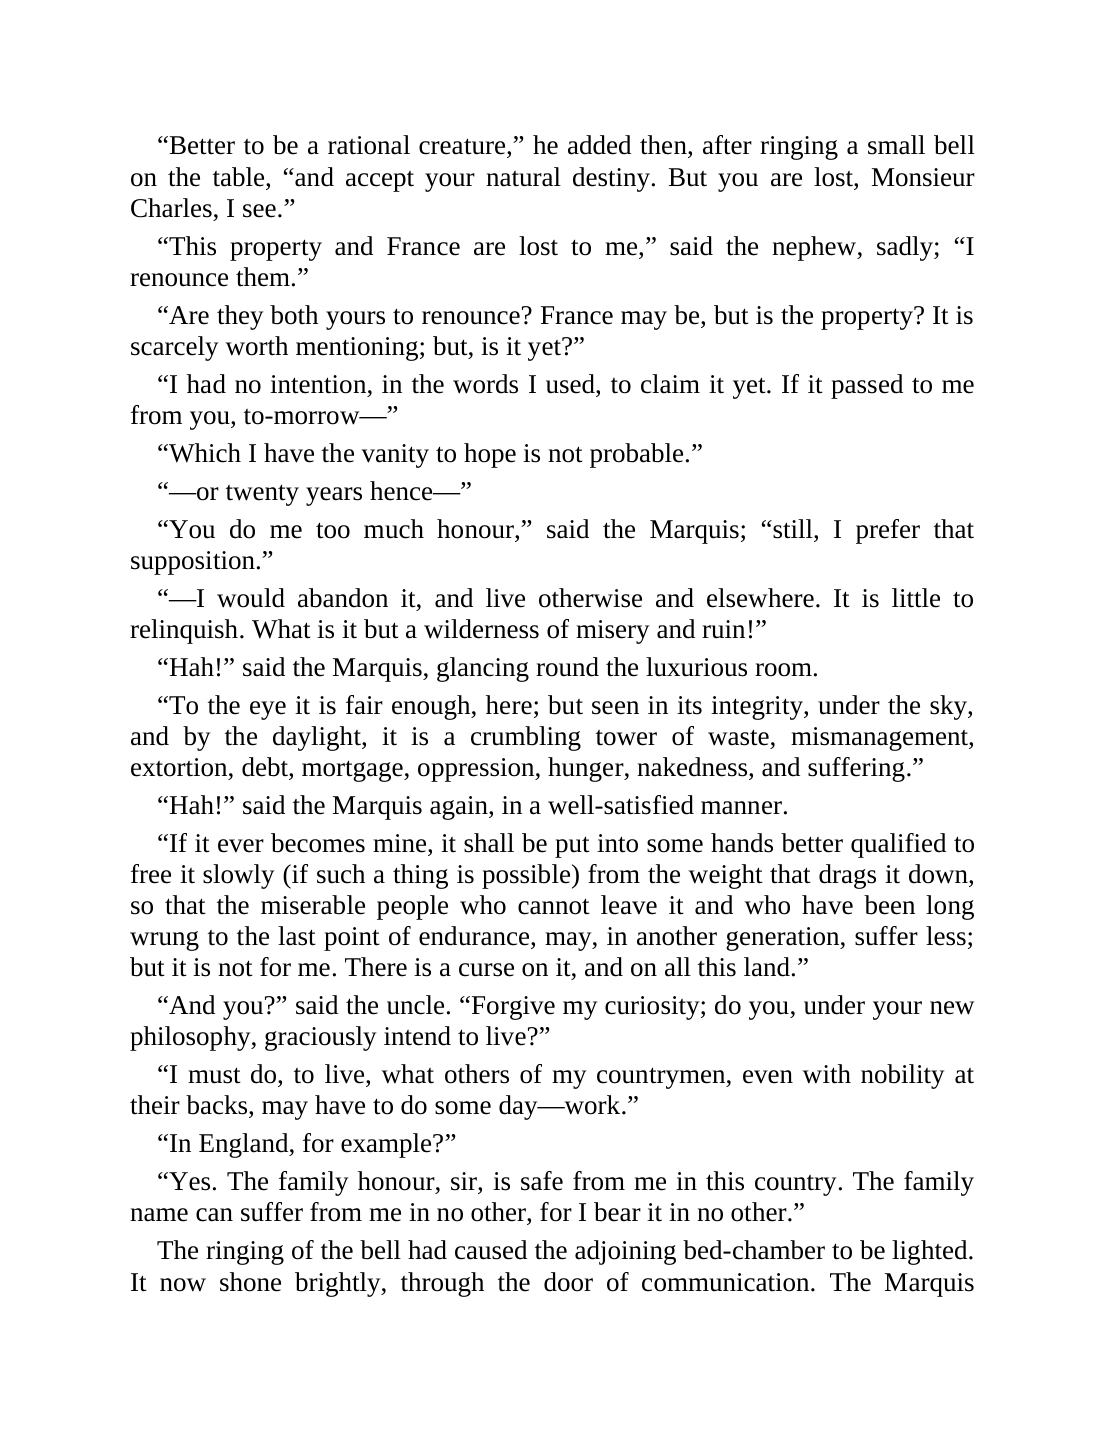 “Better to be a rational creature,” he added then, after ringing a small bell
on the table, “and accept your natural destiny. But you are lost, Monsieur
Charles, I see.”
“This property and France are lost to me,” said the nephew, sadly; “I
renounce them.”
“Are they both yours to renounce? France may be, but is the property? It is
scarcely worth mentioning; but, is it yet?”
“I had no intention, in the words I used, to claim it yet. If it passed to me
from you, to-morrow—”
“Which I have the vanity to hope is not probable.”
“—or twenty years hence—”
“You do me too much honour,” said the Marquis; “still, I prefer that
supposition.”
“—I would abandon it, and live otherwise and elsewhere. It is little to
relinquish. What is it but a wilderness of misery and ruin!”
“Hah!” said the Marquis, glancing round the luxurious room.
“To the eye it is fair enough, here; but seen in its integrity, under the sky,
and by the daylight, it is a crumbling tower of waste, mismanagement,
extortion, debt, mortgage, oppression, hunger, nakedness, and suffering.”
“Hah!” said the Marquis again, in a well-satisfied manner.
“If it ever becomes mine, it shall be put into some hands better qualified to
free it slowly (if such a thing is possible) from the weight that drags it down,
so that the miserable people who cannot leave it and who have been long
wrung to the last point of endurance, may, in another generation, suffer less;
but it is not for me. There is a curse on it, and on all this land.”
“And you?” said the uncle. “Forgive my curiosity; do you, under your new
philosophy, graciously intend to live?”
“I must do, to live, what others of my countrymen, even with nobility at
their backs, may have to do some day—work.”
“In England, for example?”
“Yes. The family honour, sir, is safe from me in this country. The family
name can suffer from me in no other, for I bear it in no other.”
The ringing of the bell had caused the adjoining bed-chamber to be lighted.
It now shone brightly, through the door of communication. The Marquis